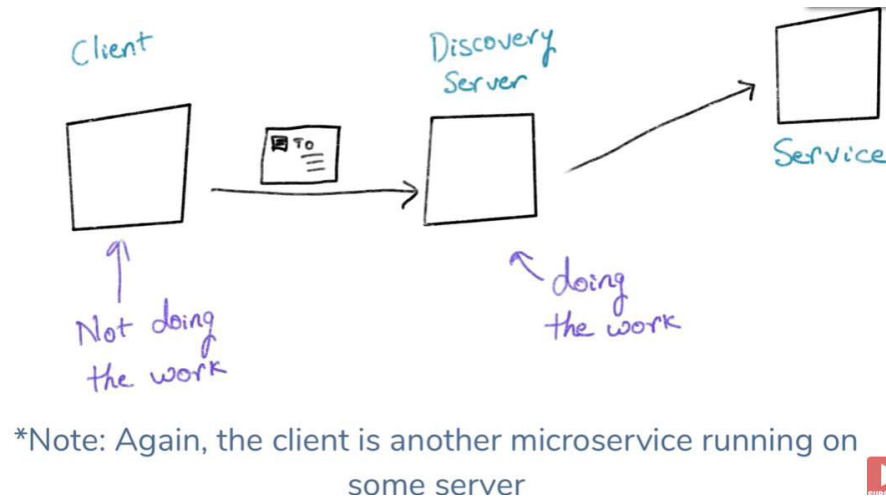 Client
Discovery
Server
TO
Service
Not doing
the work
doing
the work
*Note: Again, the client is another microservice running on
some server